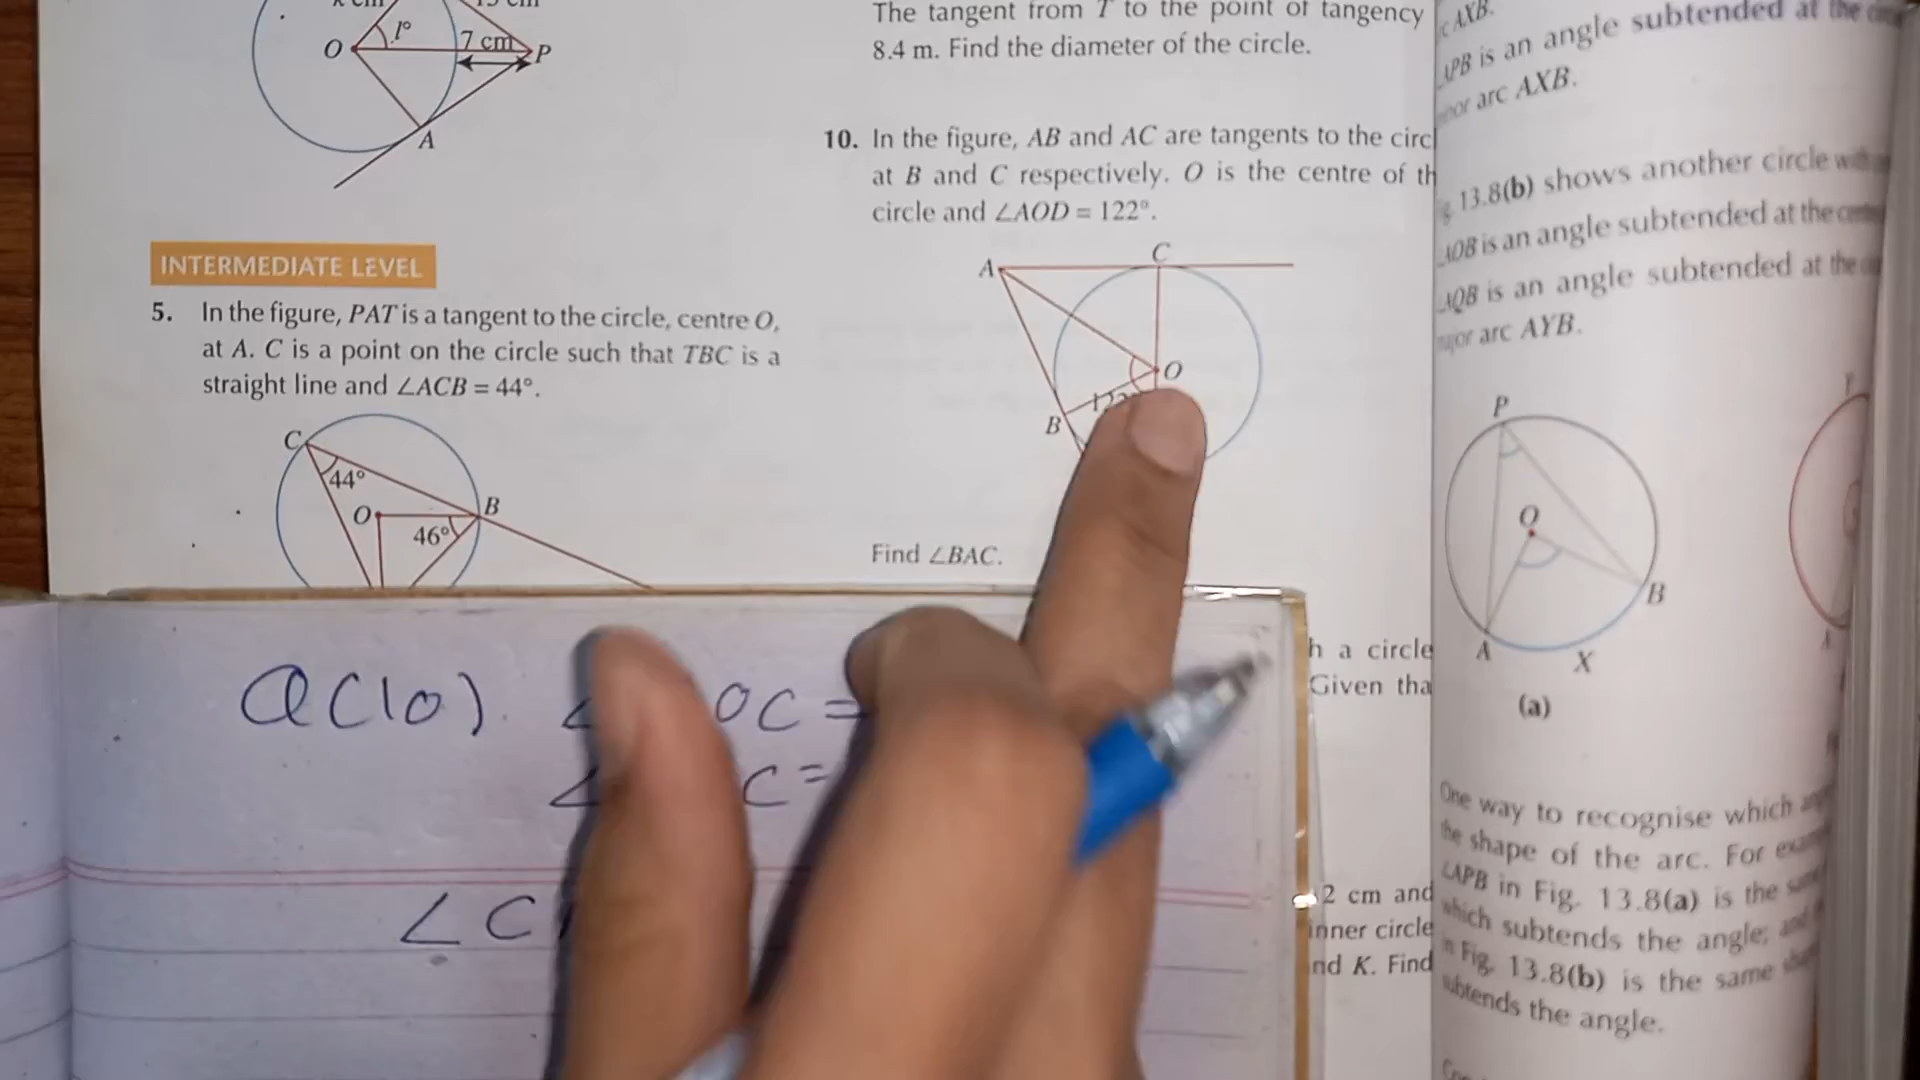 x cm
15 cm
O
1°
7 cm
P
A
INTERMEDIATE LEVEL
5. In the figure, PAT is a tangent to the circle, centre O,
at A. C is a point on the circle such that TBC is a
straight line and ∠ACB = 44°.
C
44°
O
B
46°
The tangent from T to the point of tangency
8.4 m. Find the diameter of the circle.
10. In the figure, AB and AC are tangents to the circ
at B and C respectively. O is the centre of th
circle and ∠AOD = 122°.
A
C
O
B
Find ∠BAC.
h a circle
Given tha
2 cm and
inner circle
nd K. Find
Q(10). ∠ OC =
∠ C =
∠ C
AXB.
APB is an angle subtended at the
arc AXB.
13.8(b) shows another circle
AOB is an angle subtended at the
AQB is an angle subtended at the
arc AYB.
P
O
B
A
X
(a)
One way to recognise which
the shape of the arc. For
∠APB in Fig. 13.8(a) is the
which subtends the angle;
in Fig. 13.8(b) is the same
subtends the angle.